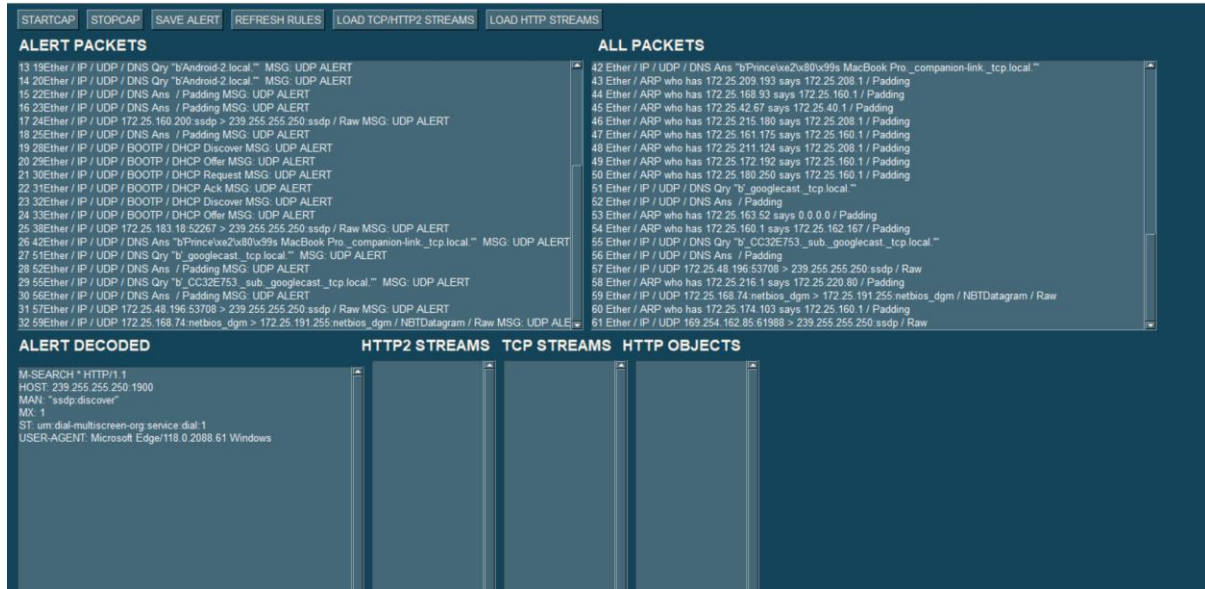 STARTCAP STOPCAP SAVE ALERT REFRESH RULES LOAD TCP/HTTP2 STREAMS LOAD HTTP STREAMS
ALERT PACKETS
13 19Ether / IP / UDP / DNS Qry "b'Android-2.local.'" MSG: UDP ALERT
14 20Ether / IP / UDP / DNS Qry "b'Android-2.local.'" MSG: UDP ALERT
15 22Ether / IP / UDP / DNS Ans / Padding MSG: UDP ALERT
16 23Ether / IP / UDP / DNS Ans / Padding MSG: UDP ALERT
17 24Ether / IP / UDP 172.25.160.200:ssdp > 239.255.255.250:ssdp / Raw MSG: UDP ALERT
18 25Ether / IP / UDP / DNS Ans / Padding MSG: UDP ALERT
19 28Ether / IP / UDP / BOOTP / DHCP Discover MSG: UDP ALERT
20 29Ether / IP / UDP / BOOTP / DHCP Offer MSG: UDP ALERT
21 30Ether / IP / UDP / BOOTP / DHCP Request MSG: UDP ALERT
22 31Ether / IP / UDP / BOOTP / DHCP Ack MSG: UDP ALERT
23 32Ether / IP / UDP / BOOTP / DHCP Discover MSG: UDP ALERT
24 33Ether / IP / UDP / BOOTP / DHCP Offer MSG: UDP ALERT
25 38Ether / IP / UDP 172.25.183.18:52267 > 239.255.255.250:ssdp / Raw MSG: UDP ALERT
26 42Ether / IP / UDP / DNS Ans "b'Prince\xe2\x80\x99s MacBook Pro._companion-link._tcp.local.'" MSG: UDP ALERT
27 51Ether / IP / UDP / DNS Qry "b'_googlecast._tcp.local.'" MSG: UDP ALERT
28 52Ether / IP / UDP / DNS Ans / Padding MSG: UDP ALERT
29 55Ether / IP / UDP / DNS Qry "b'_CC32E753._sub._googlecast._tcp.local.'" MSG: UDP ALERT
30 56Ether / IP / UDP / DNS Ans / Padding MSG: UDP ALERT
31 57Ether / IP / UDP 172.25.48.196:53708 > 239.255.255.250:ssdp / Raw MSG: UDP ALERT
32 59Ether / IP / UDP 172.25.168.74:netbios_dgm > 172.25.191.255:netbios_dgm / NBTDatagram / Raw MSG: UDP ALE
ALL PACKETS
42 Ether / IP / UDP / DNS Ans "b'Prince\xe2\x80\x99s MacBook Pro._companion-link._tcp.local.'"
43 Ether / ARP who has 172.25.209.193 says 172.25.208.1 / Padding
44 Ether / ARP who has 172.25.168.93 says 172.25.160.1 / Padding
45 Ether / ARP who has 172.25.42.67 says 172.25.40.1 / Padding
46 Ether / ARP who has 172.25.215.180 says 172.25.208.1 / Padding
47 Ether / ARP who has 172.25.161.175 says 172.25.160.1 / Padding
48 Ether / ARP who has 172.25.211.124 says 172.25.208.1 / Padding
49 Ether / ARP who has 172.25.172.192 says 172.25.160.1 / Padding
50 Ether / ARP who has 172.25.180.250 says 172.25.160.1 / Padding
51 Ether / IP / UDP / DNS Qry "b'_googlecast._tcp.local.'"
52 Ether / IP / UDP / DNS Ans / Padding
53 Ether / ARP who has 172.25.163.52 says 0.0.0.0 / Padding
54 Ether / ARP who has 172.25.160.1 says 172.25.162.167 / Padding
55 Ether / IP / UDP / DNS Qry "b'_CC32E753._sub._googlecast._tcp.local.'"
56 Ether / IP / UDP / DNS Ans / Padding
57 Ether / IP / UDP 172.25.48.196:53708 > 239.255.255.250:ssdp / Raw
58 Ether / ARP who has 172.25.216.1 says 172.25.220.80 / Padding
59 Ether / IP / UDP 172.25.168.74:netbios_dgm > 172.25.191.255:netbios_dgm / NBTDatagram / Raw
60 Ether / ARP who has 172.25.174.103 says 172.25.160.1 / Padding
61 Ether / IP / UDP 169.254.162.85:61988 > 239.255.255.250:ssdp / Raw
ALERT DECODED
M-SEARCH * HTTP/1.1
HOST: 239.255.255.250:1900
MAN: "ssdp:discover"
MX: 1
ST: urn:dial-multiscreen-org:service:dial:1
USER-AGENT: Microsoft Edge/118.0.2088.61 Windows
HTTP2 STREAMS TCP STREAMS HTTP OBJECTS